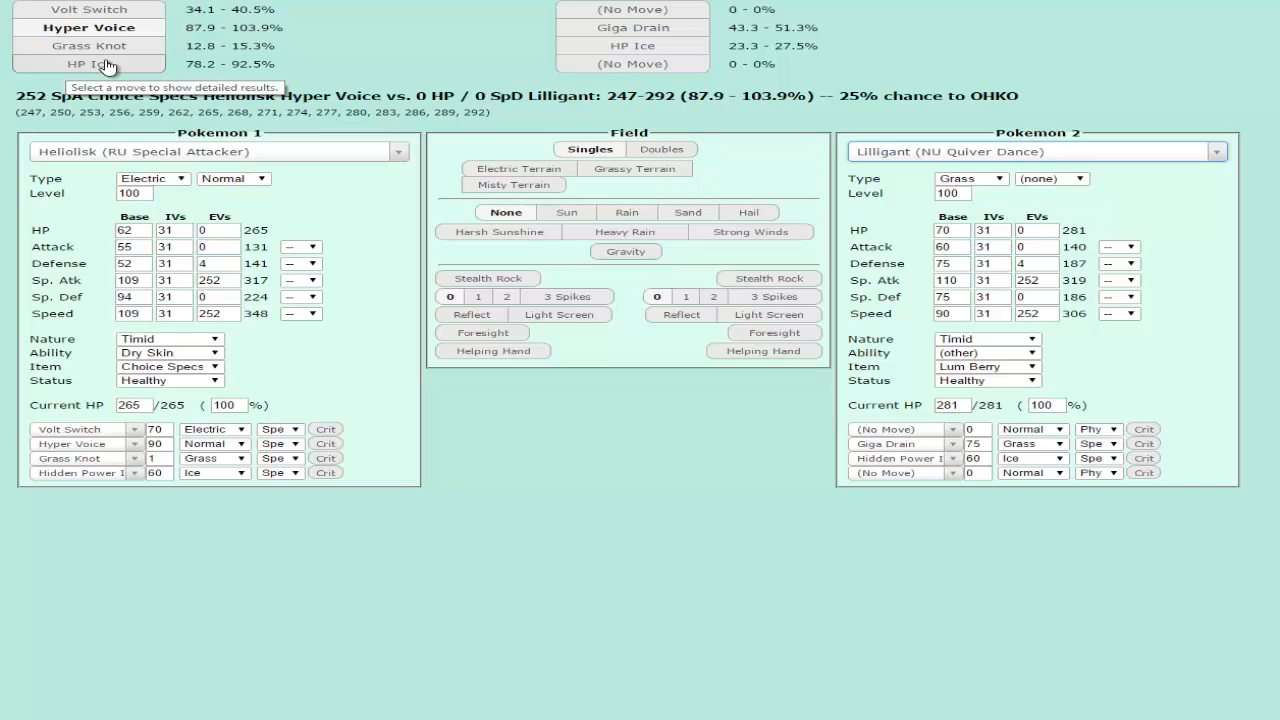 Volt Switch 34.1 - 40.5% (No Move) 0 - 0%
Hyper Voice 87.9 - 103.9% Giga Drain 43.3 - 51.3%
Grass Knot 12.8 - 15.3% HP Ice 23.3 - 27.5%
HP 78.2 - 92.5% (No Move) 0 - 0%
Select a move to show detailed results.
252 SpA Choice Specs Heliolisk Hyper Voice vs. 0 HP / 0 SpD Lilligant: 247-292 (87.9 - 103.9%) -- 25% chance to OHKO
(247, 250, 253, 256, 259, 262, 265, 268, 271, 274, 277, 280, 283, 286, 289, 292)
Pokemon 1
Heliolisk (RU Special Attacker)
Type Electric Normal
Level 100
Base IVs EVs
HP 62 31 0 265
Attack 55 31 0 131 --
Defense 52 31 4 141 --
Sp. Atk 109 31 252 317 --
Sp. Def 94 31 0 224 --
Speed 109 31 252 348 --
Nature Timid
Ability Dry Skin
Item Choice Specs
Status Healthy
Current HP 265 /265 ( 100 %)
Volt Switch 70 Electric Spe Crit
Hyper Voice 90 Normal Spe Crit
Grass Knot 1 Grass Spe Crit
Hidden Power I 60 Ice Spe Crit
Field
Singles Doubles
Electric Terrain Grassy Terrain
Misty Terrain
None Sun Rain Sand Hail
Harsh Sunshine Heavy Rain Strong Winds
Gravity
Stealth Rock Stealth Rock
0 1 2 3 Spikes 0 1 2 3 Spikes
Reflect Light Screen Reflect Light Screen
Foresight Foresight
Helping Hand Helping Hand
Pokemon 2
Lilligant (NU Quiver Dance)
Type Grass (none)
Level 100
Base IVs EVs
HP 70 31 0 281
Attack 60 31 0 140 --
Defense 75 31 4 187 --
Sp. Atk 110 31 252 319 --
Sp. Def 75 31 0 186 --
Speed 90 31 252 306 --
Nature Timid
Ability (other)
Item Lum Berry
Status Healthy
Current HP 281 /281 ( 100 %)
(No Move) 0 Normal Phy Crit
Giga Drain 75 Grass Spe Crit
Hidden Power I 60 Ice Spe Crit
(No Move) 0 Normal Phy Crit